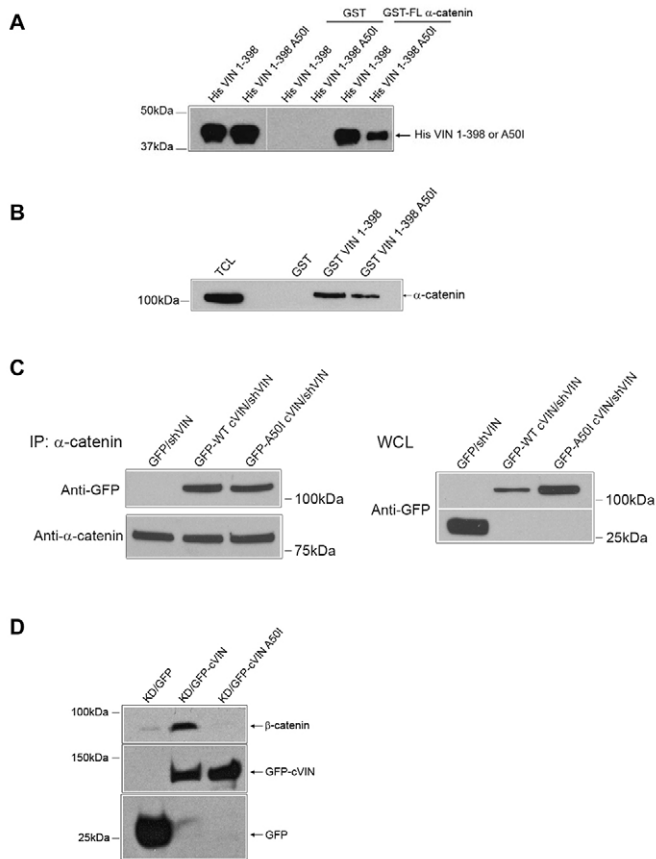 A
GST
GST-FL α-catenin
His VIN 1-398
His VIN 1-398 A50I
His VIN 1-398
His VIN 1-398 A50I
His VIN 1-398
His VIN 1-398 A50I
50kDa
37kDa
His VIN 1-398 or A50I
B
TCL
GST
GST VIN 1-398
GST VIN 1-398 A50I
100kDa
α-catenin
C
IP: α-catenin
GFP/shVIN
GFP-WT cVIN/shVIN
GFP-A50I cVIN/shVIN
Anti-GFP
100kDa
Anti-α-catenin
75kDa
WCL
GFP/shVIN
GFP-WT cVIN/shVIN
GFP-A50I cVIN/shVIN
Anti-GFP
100kDa
25kDa
D
KD/GFP
KD/GFP-cVIN
KD/GFP-cVIN A50I
100kDa
β-catenin
150kDa
GFP-cVIN
25kDa
GFP